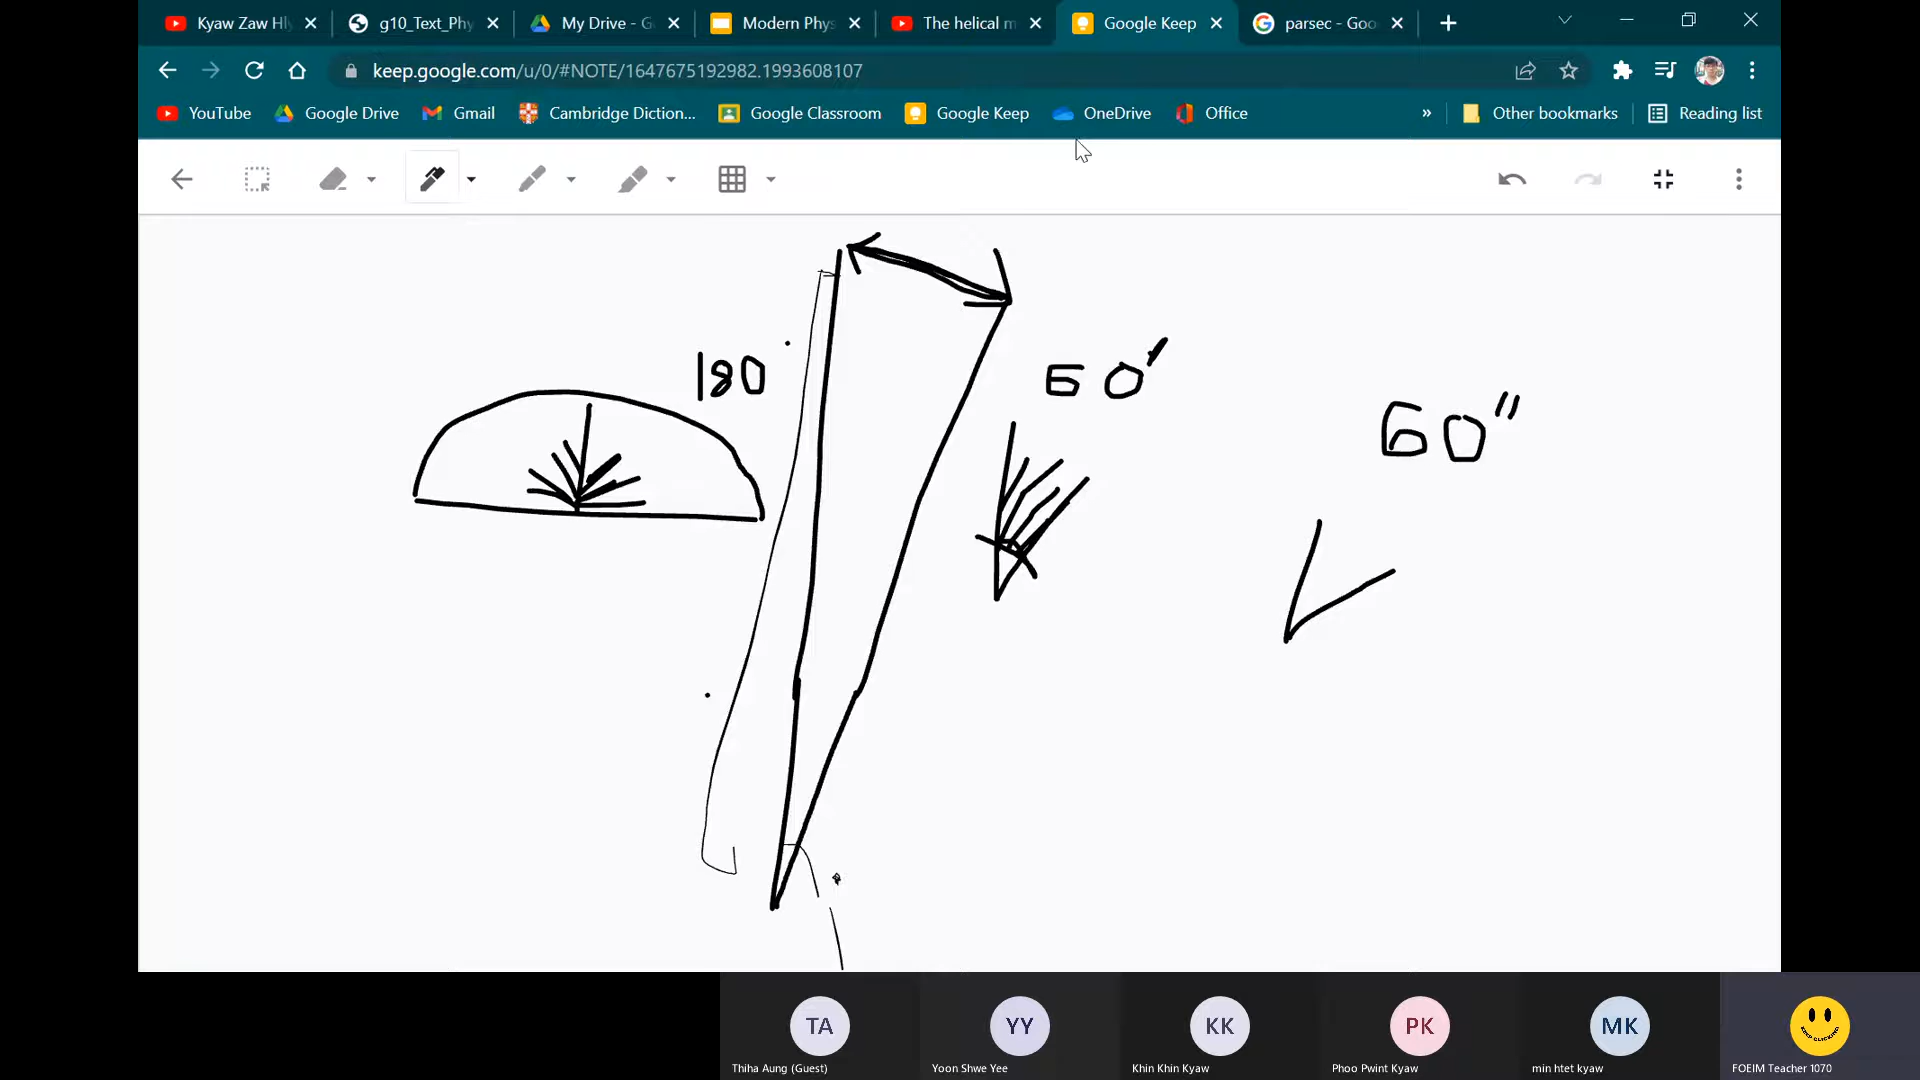 Kyaw Zaw Hl
g10_Text_Phy
My Drive - G
Modern Phys
The helical m
Google Keep
parsec - Goo
keep.google.com/u/0/#NOTE/1647675192982.1993608107
YouTube
Google Drive
Gmail
Cambridge Diction...
Google Classroom
Google Keep
OneDrive
Office
»
Other bookmarks
Reading list
180
60'
60"
TA
YY
KK
PK
MK
Thiha Aung (Guest)
Yoon Shwe Yee
Khin Khin Kyaw
Phoo Pwint Kyaw
min htet kyaw
FOEIM Teacher 1070